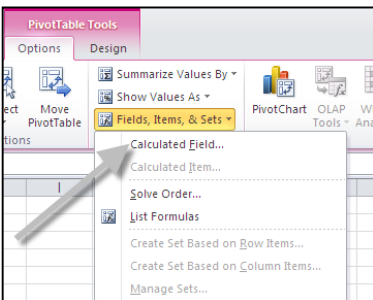 PivotTable Tools
Options Design
Summarize Values By
Show Values As
Fields, Items, & Sets
Move PivotTable
PivotChart
OLAP Tools
Calculated Field...
Calculated Item...
Solve Order...
List Formulas
Create Set Based on Row Items...
Create Set Based on Column Items...
Manage Sets...
I